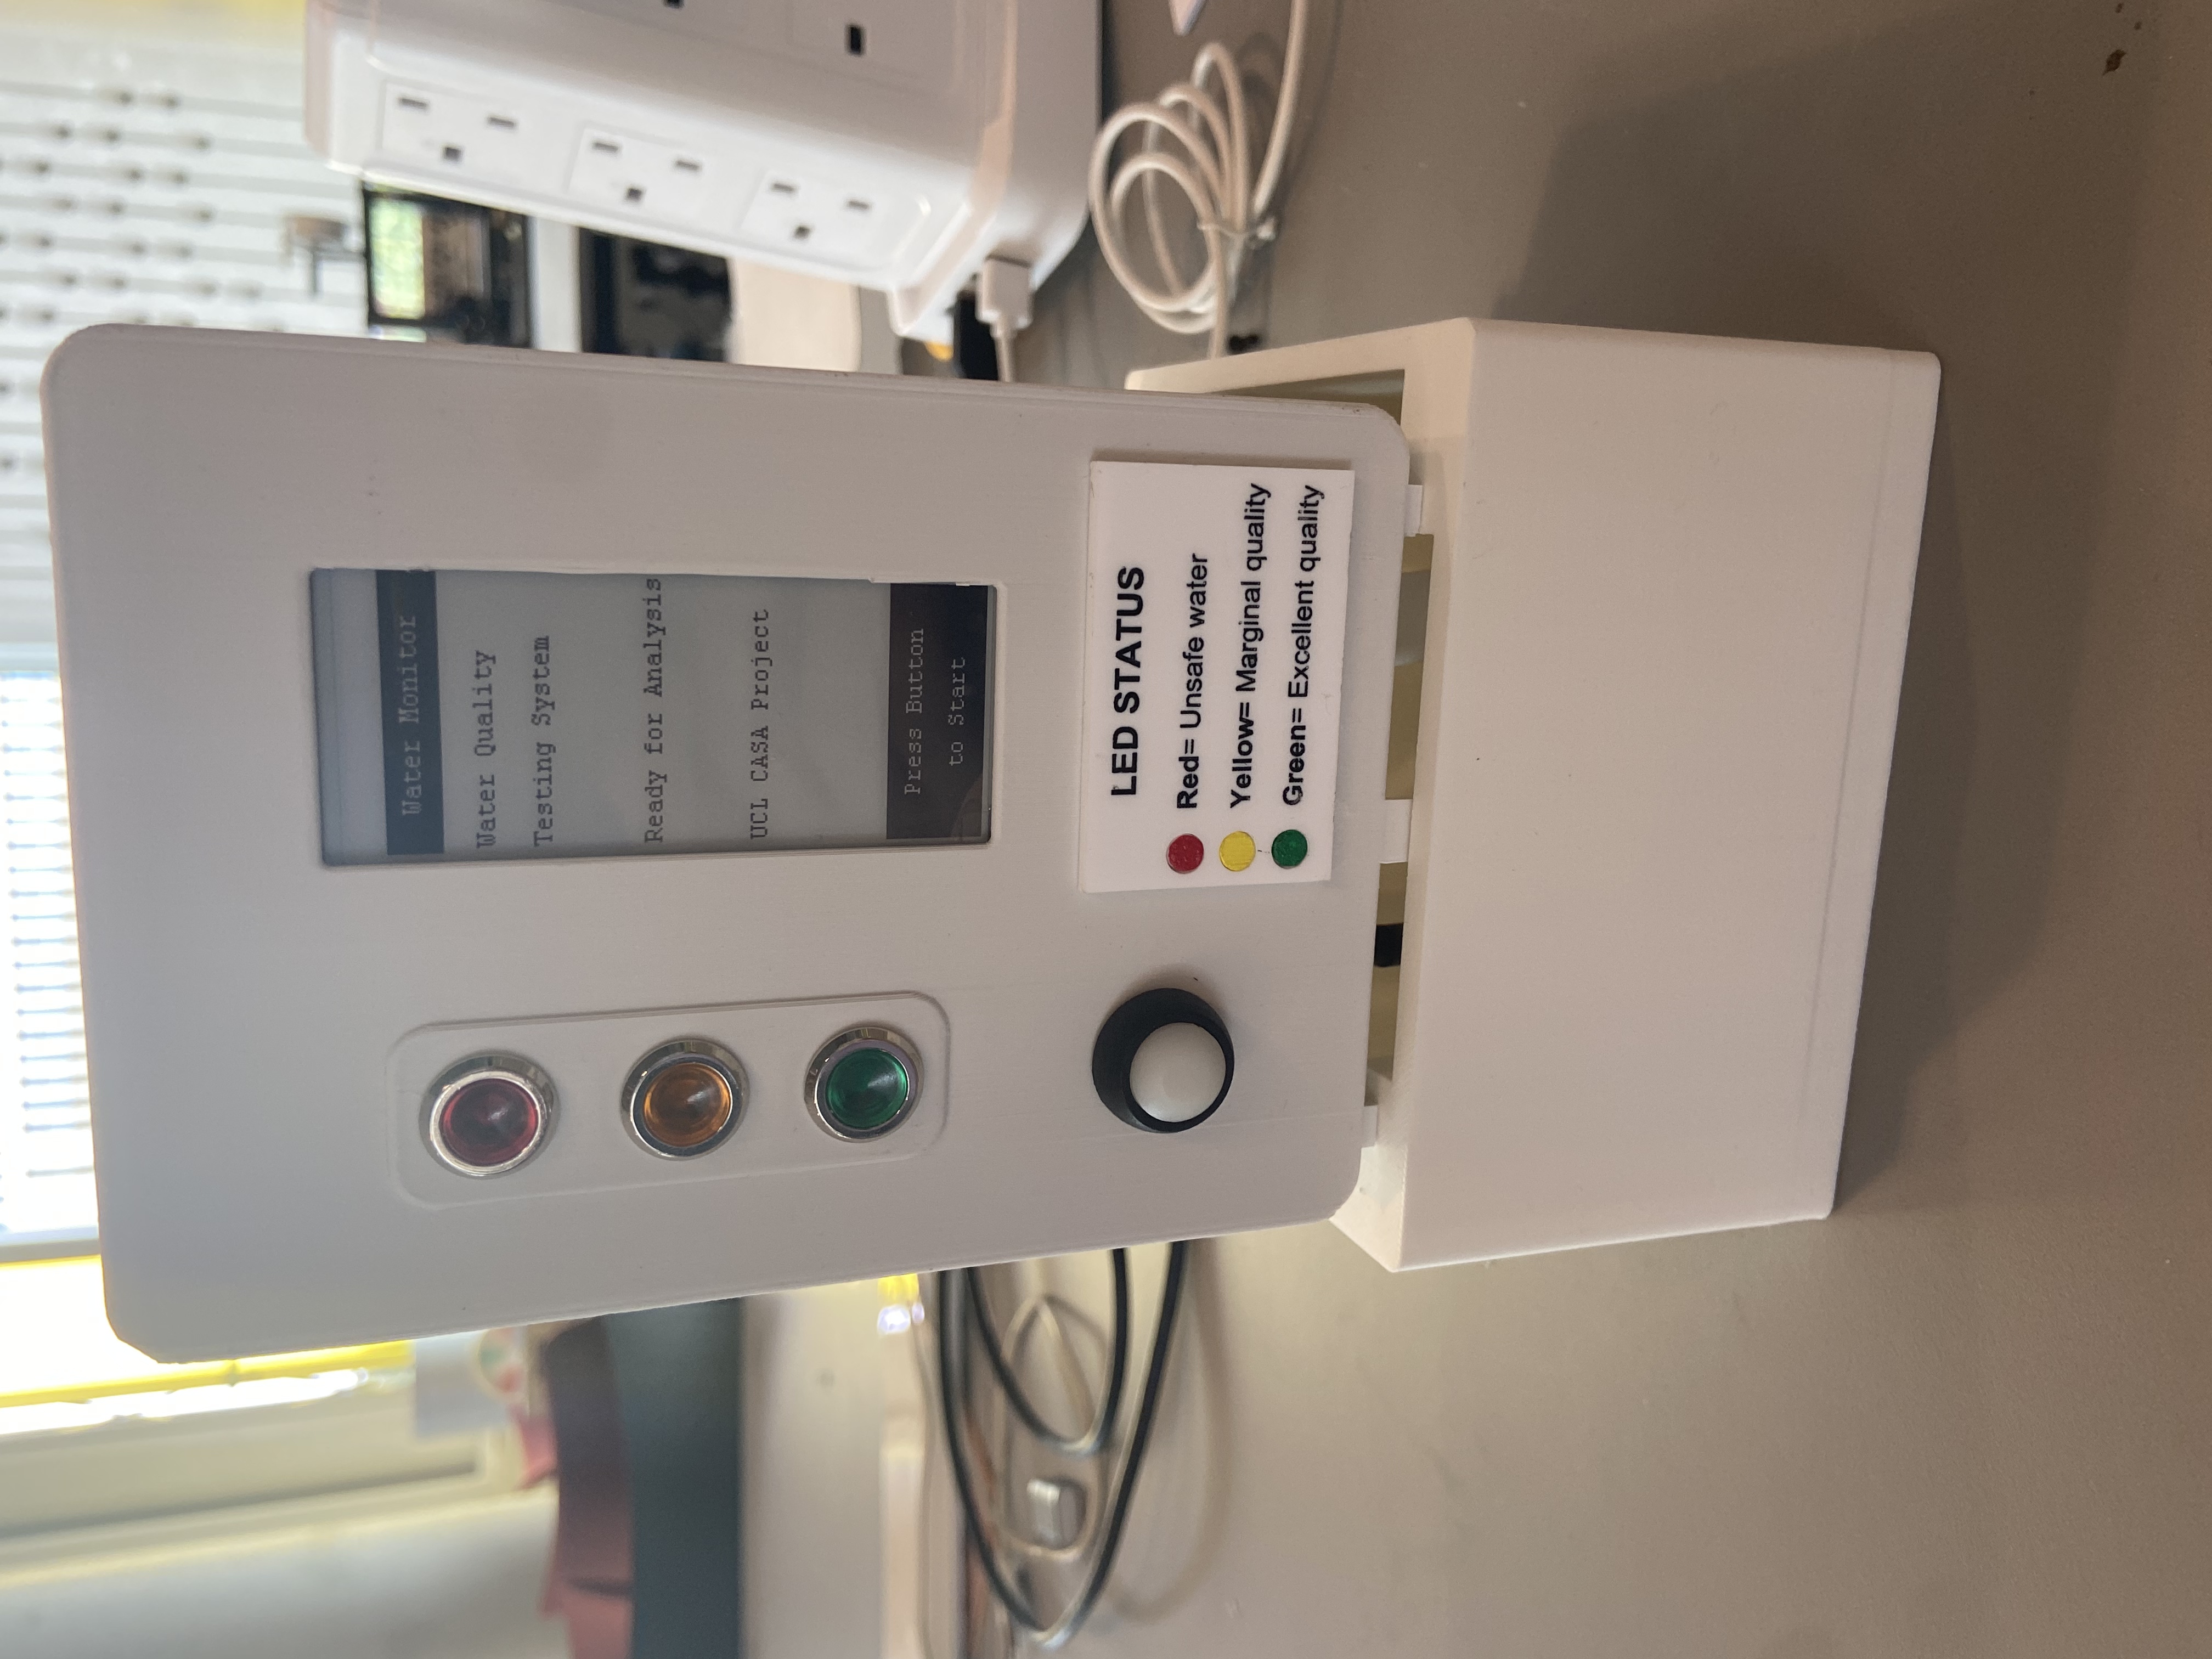 Water Monitor
Water Quality
Testing System
Ready for Analysis
UCL CASA Project
Press Button
to Start
LED STATUS
Red= Unsafe water
Yellow= Marginal quality
Green= Excellent quality